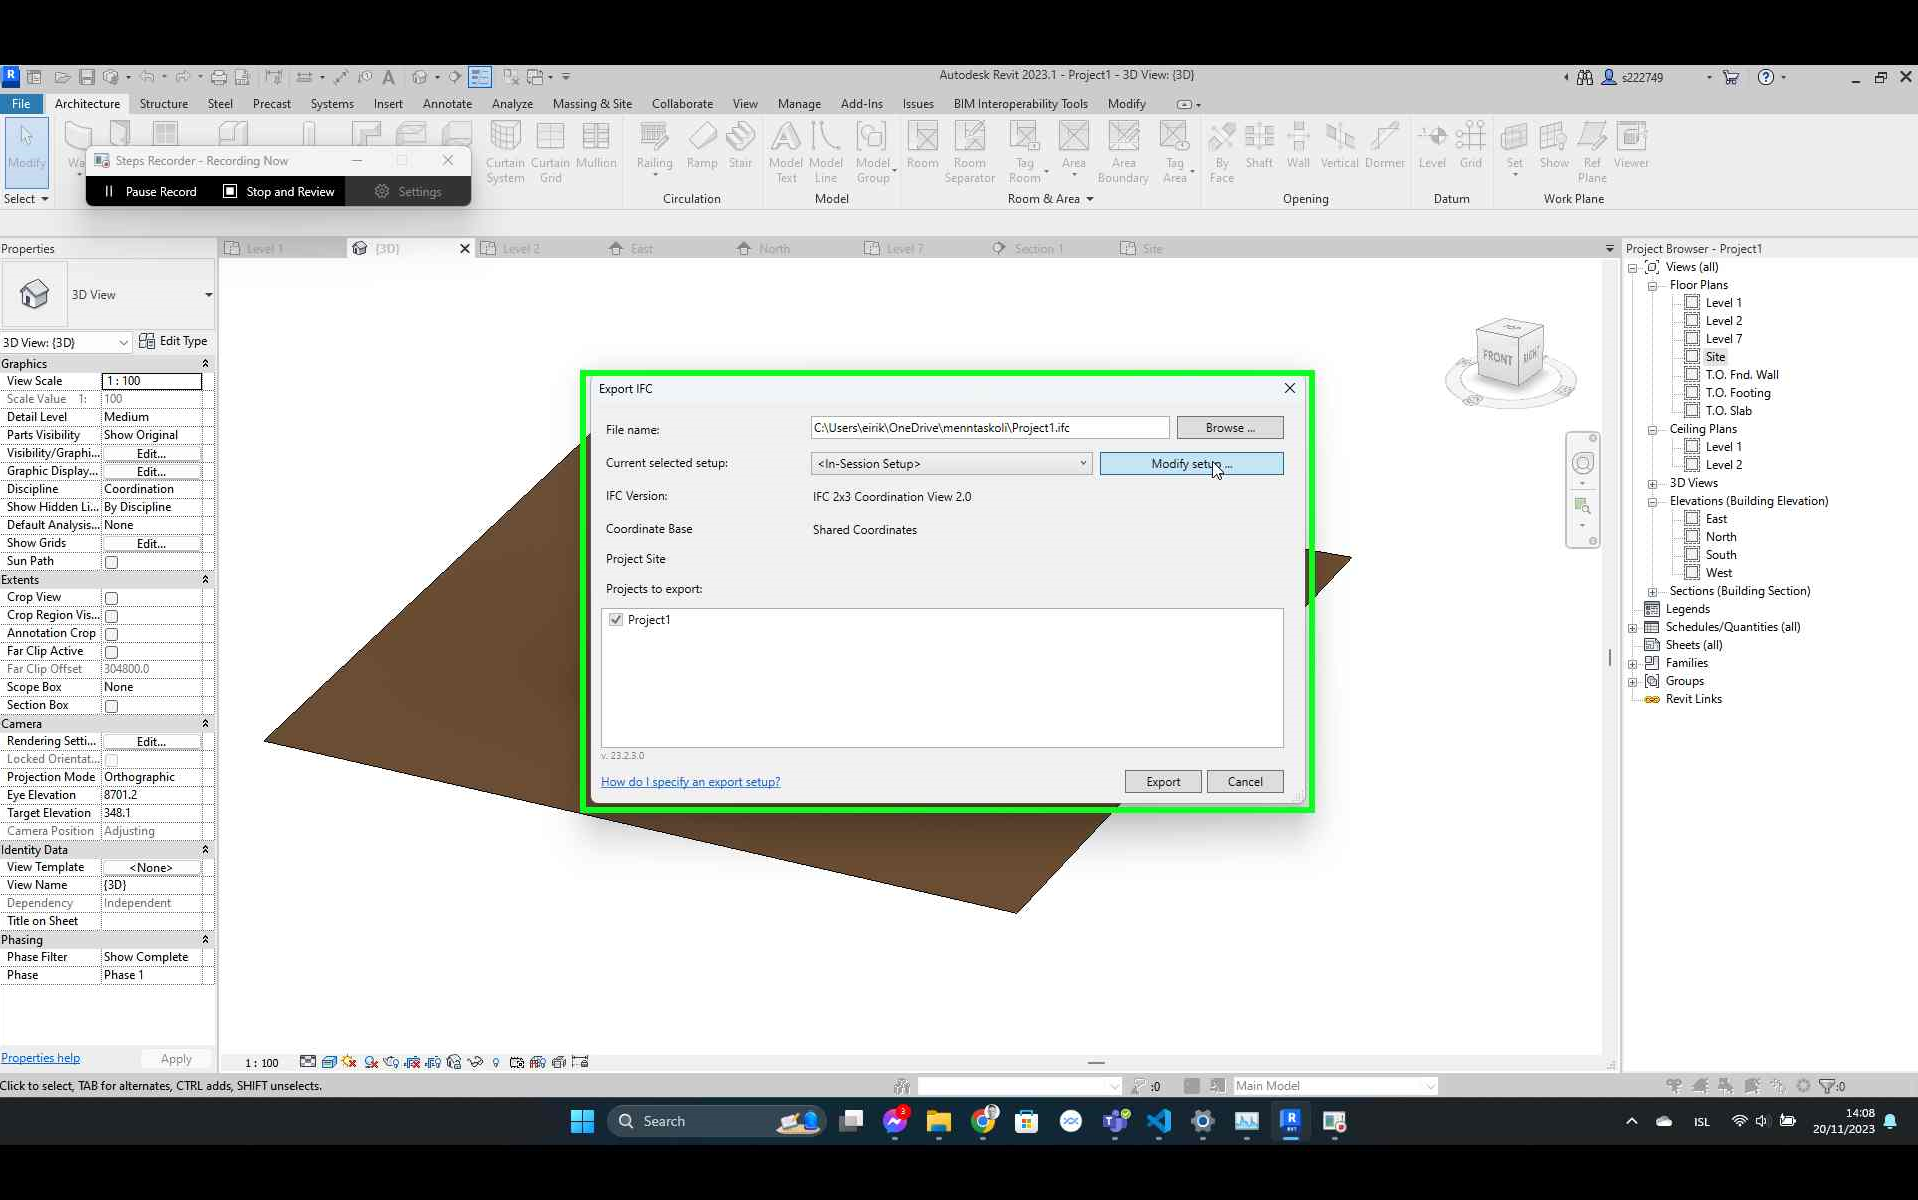 Autodesk Revit 2023.1 - Project1 - 3D View: {3D}
s222749
File Architecture Structure Steel Precast Systems Insert Annotate Analyze Massing & Site Collaborate View Manage Add-Ins Issues BIM Interoperability Tools Modify
Modify
Select
Steps Recorder - Recording Now
Pause Record
Stop and Review
Settings
Curtain System
Curtain Grid
Mullion
Railing
Ramp
Stair
Circulation
Model Text
Model Line
Model Group
Model
Room
Room Separator
Tag Room
Area
Area Boundary
Tag Area
Room & Area
By Face
Shaft
Wall
Vertical
Dormer
Opening
Level
Grid
Datum
Set
Show
Ref Plane
Viewer
Work Plane
Properties
3D View
3D View: {3D}
Edit Type
Graphics
View Scale 1 : 100
Scale Value 1: 100
Detail Level Medium
Parts Visibility Show Original
Visibility/Graphi... Edit...
Graphic Display... Edit...
Discipline Coordination
Show Hidden Li... By Discipline
Default Analysis... None
Show Grids Edit...
Sun Path
Extents
Crop View
Crop Region Vis...
Annotation Crop
Far Clip Active
Far Clip Offset 304800.0
Scope Box None
Section Box
Camera
Rendering Setti... Edit...
Locked Orientat...
Projection Mode Orthographic
Eye Elevation 8701.2
Target Elevation 348.1
Camera Position Adjusting
Identity Data
View Template <None>
View Name {3D}
Dependency Independent
Title on Sheet
Phasing
Phase Filter Show Complete
Phase Phase 1
Properties help
Apply
Level 1
{3D}
Level 2
East
North
Level 7
Section 1
Site
TOP
FRONT
RIGHT
Export IFC
File name: C:\Users\eirik\OneDrive\menntaskoli\Project1.ifc Browse ...
Current selected setup: <In-Session Setup> Modify setup ...
IFC Version: IFC 2x3 Coordination View 2.0
Coordinate Base Shared Coordinates
Project Site
Projects to export:
Project1
v. 23.2.3.0
How do I specify an export setup?
Export
Cancel
Project Browser - Project1
Views (all)
Floor Plans
Level 1
Level 2
Level 7
Site
T.O. Fnd. Wall
T.O. Footing
T.O. Slab
Ceiling Plans
Level 1
Level 2
3D Views
Elevations (Building Elevation)
East
North
South
West
Sections (Building Section)
Legends
Schedules/Quantities (all)
Sheets (all)
Families
Groups
Revit Links
1 : 100
Click to select, TAB for alternates, CTRL adds, SHIFT unselects.
:0
Main Model
:0
Search
3
ISL
14:08
20/11/2023